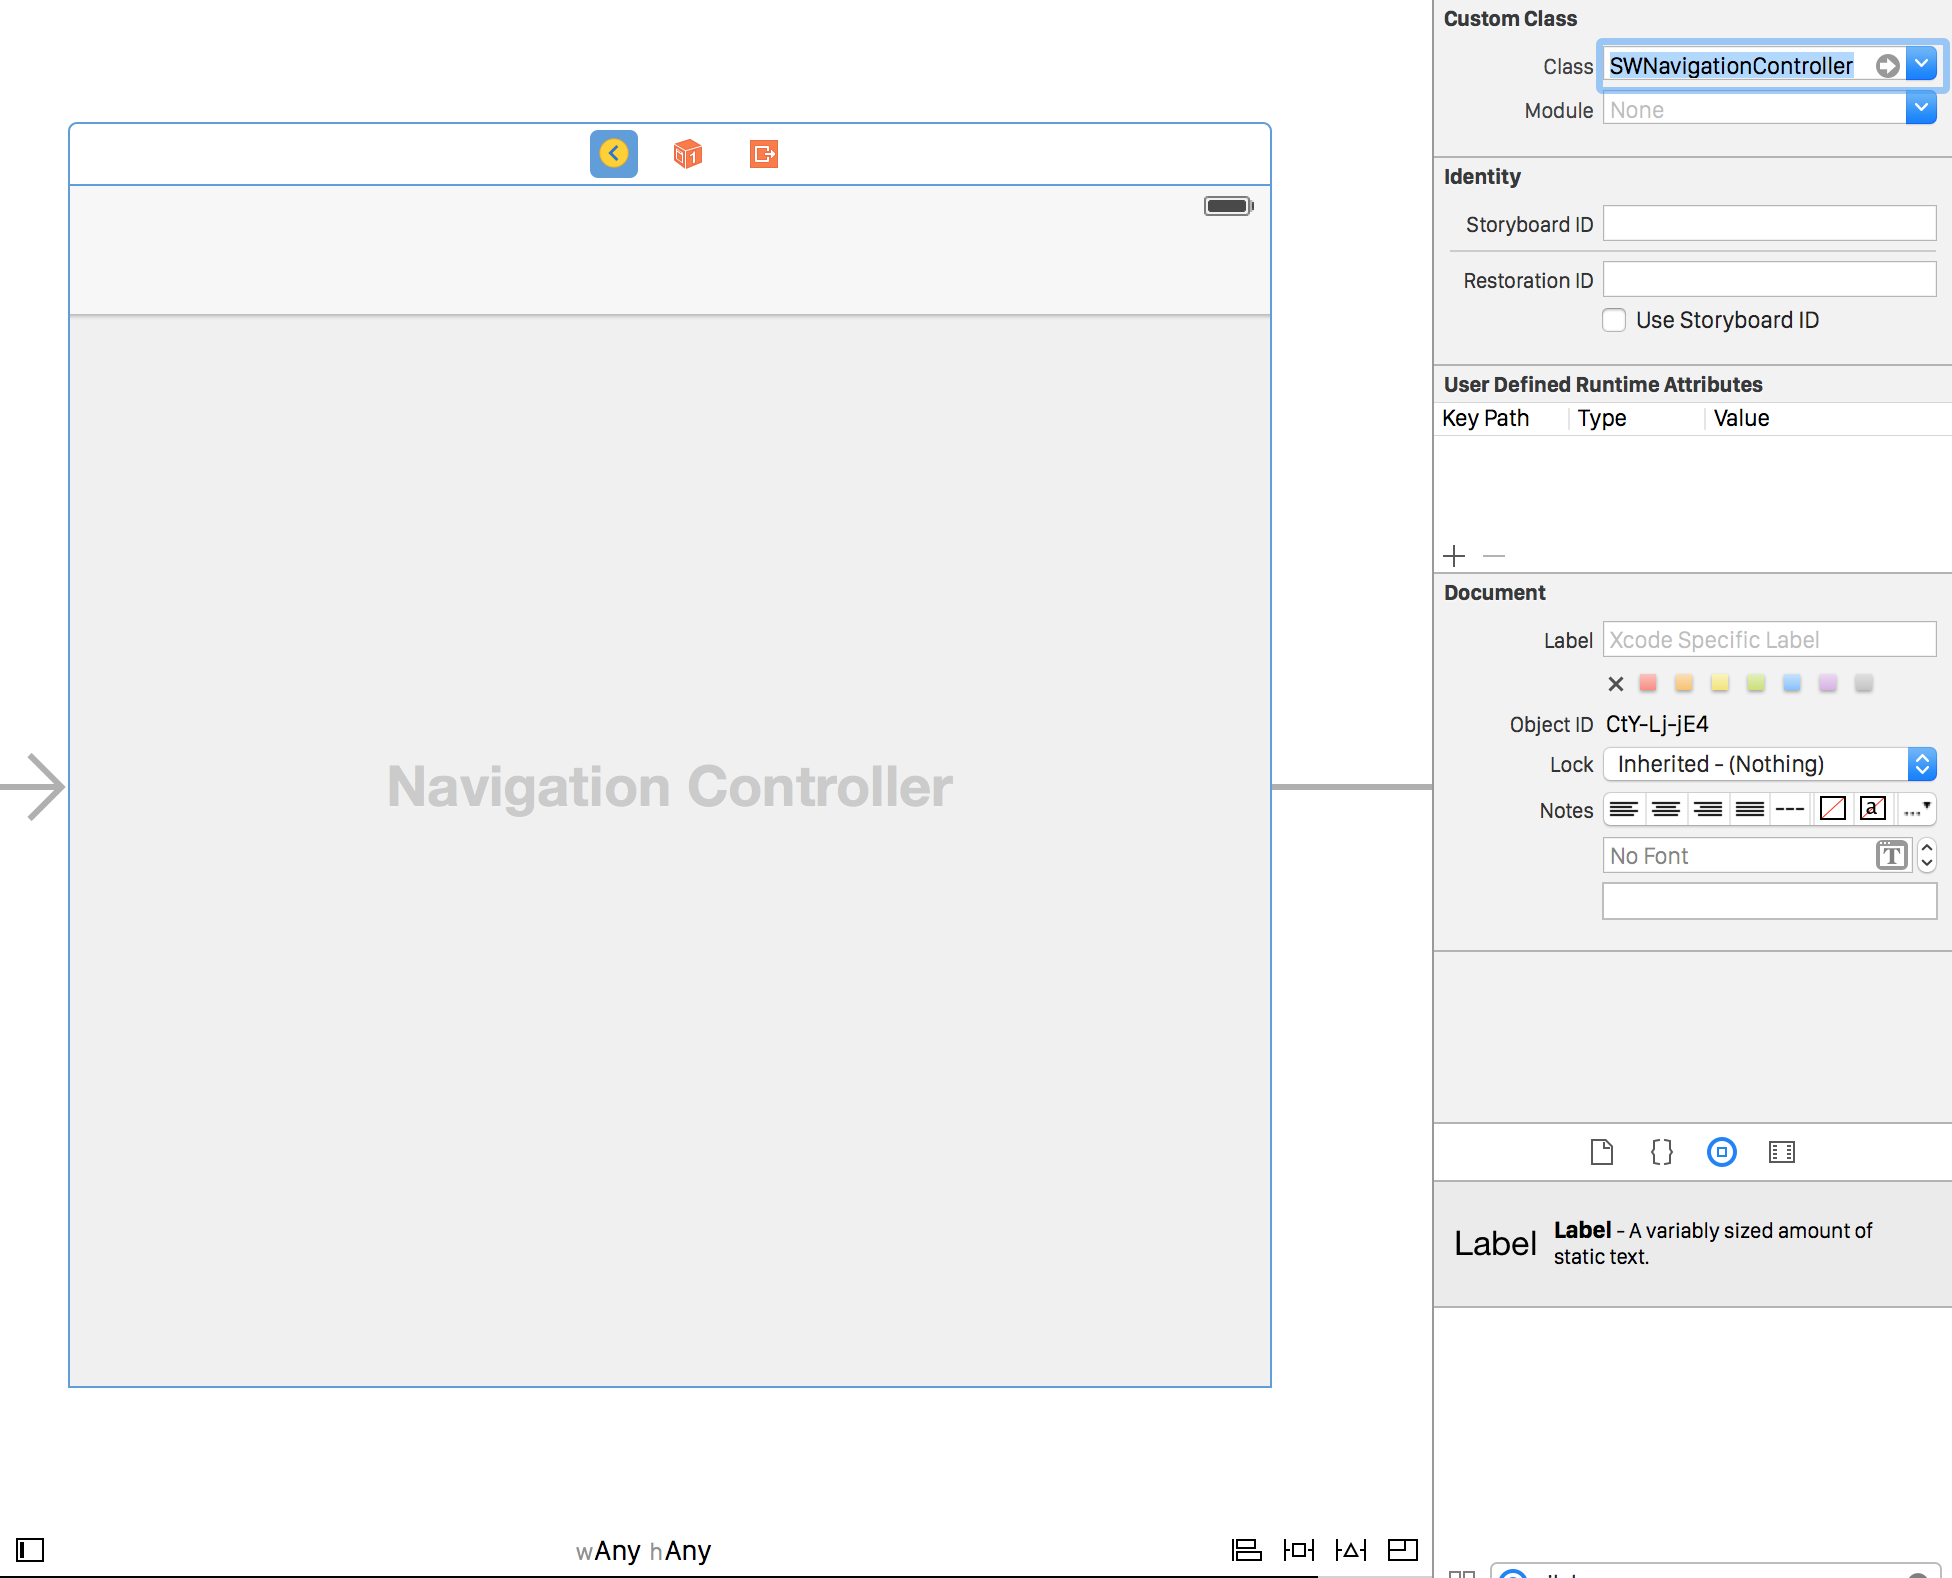 Custom Class
Class SWNavigationController
Module None
Identity
Storyboard ID
Restoration ID
Use Storyboard ID
User Defined Runtime Attributes
Key Path Type Value
Document
Label Xcode Specific Label
Object ID CtY-Lj-jE4
Lock Inherited - (Nothing)
Notes --- a ...
No Font T
Navigation Controller
1
Label Label - A variably sized amount of
static text.
wAny hAny